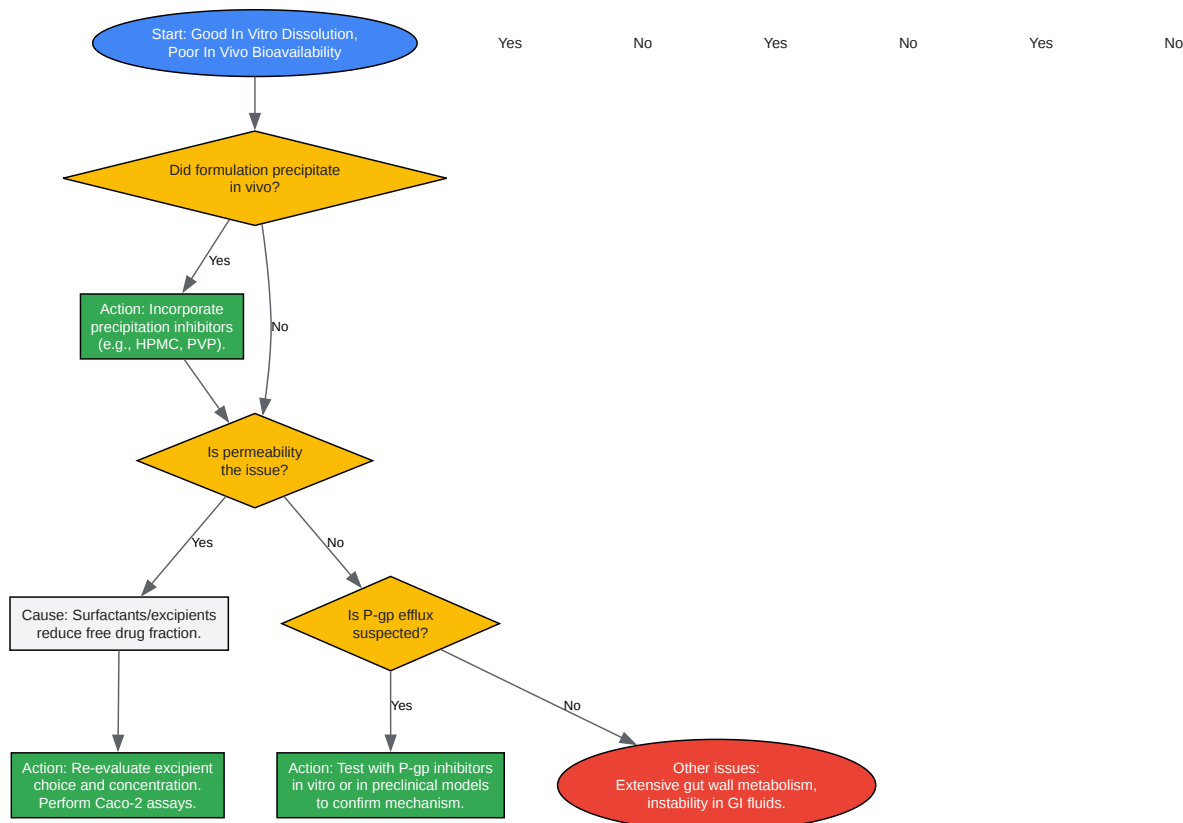 Start: Good In Vitro Dissolution,
Poor In Vivo Bioavailability
Yes
No
Yes
No
Yes
No
Did formulation precipitate
in vivo?
Yes
Action: Incorporate
precipitation inhibitors
(e.g., HPMC, PVP).
No
Is permeability
the issue?
Yes
No
Cause: Surfactants/excipients
reduce free drug fraction.
Is P-gp efflux
suspected?
Yes
No
Action: Re-evaluate excipient
choice and concentration.
Perform Caco-2 assays.
Action: Test with P-gp inhibitors
in vitro or in preclinical models
to confirm mechanism.
Other issues:
Extensive gut wall metabolism,
instability in GI fluids.